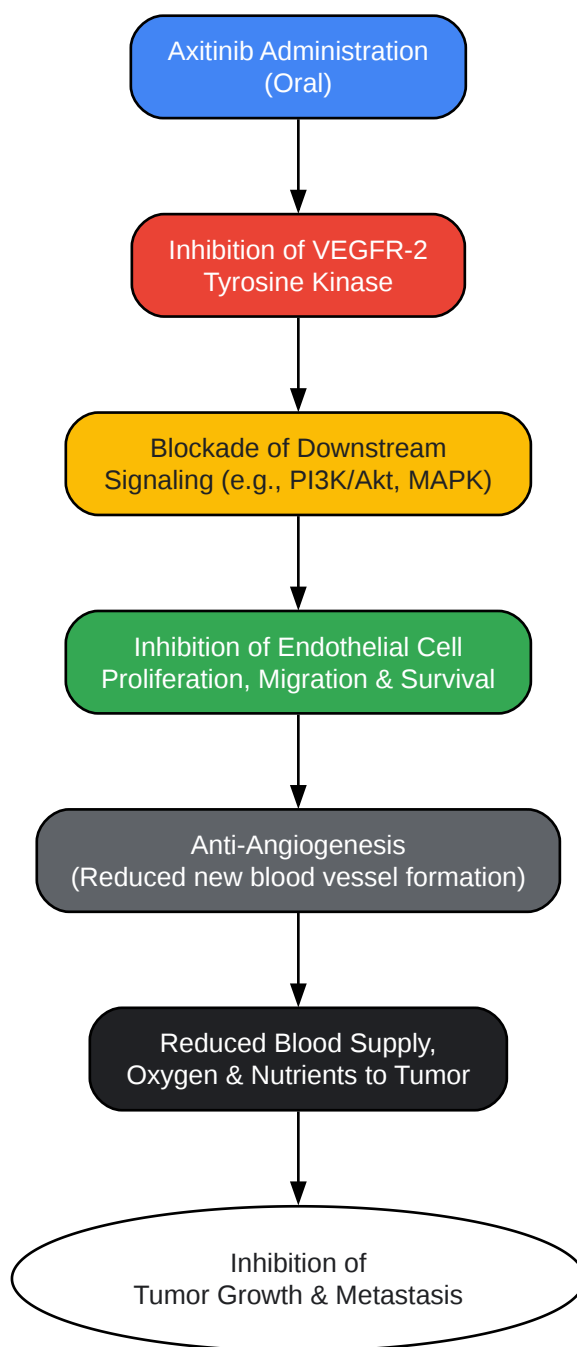 Axitinib Administration
(Oral)
Inhibition of VEGFR-2
Tyrosine Kinase
Blockade of Downstream
Signaling (e.g., PI3K/Akt, MAPK)
Inhibition of Endothelial Cell
Proliferation, Migration & Survival
Anti-Angiogenesis
(Reduced new blood vessel formation)
Reduced Blood Supply,
Oxygen & Nutrients to Tumor
Inhibition of
Tumor Growth & Metastasis